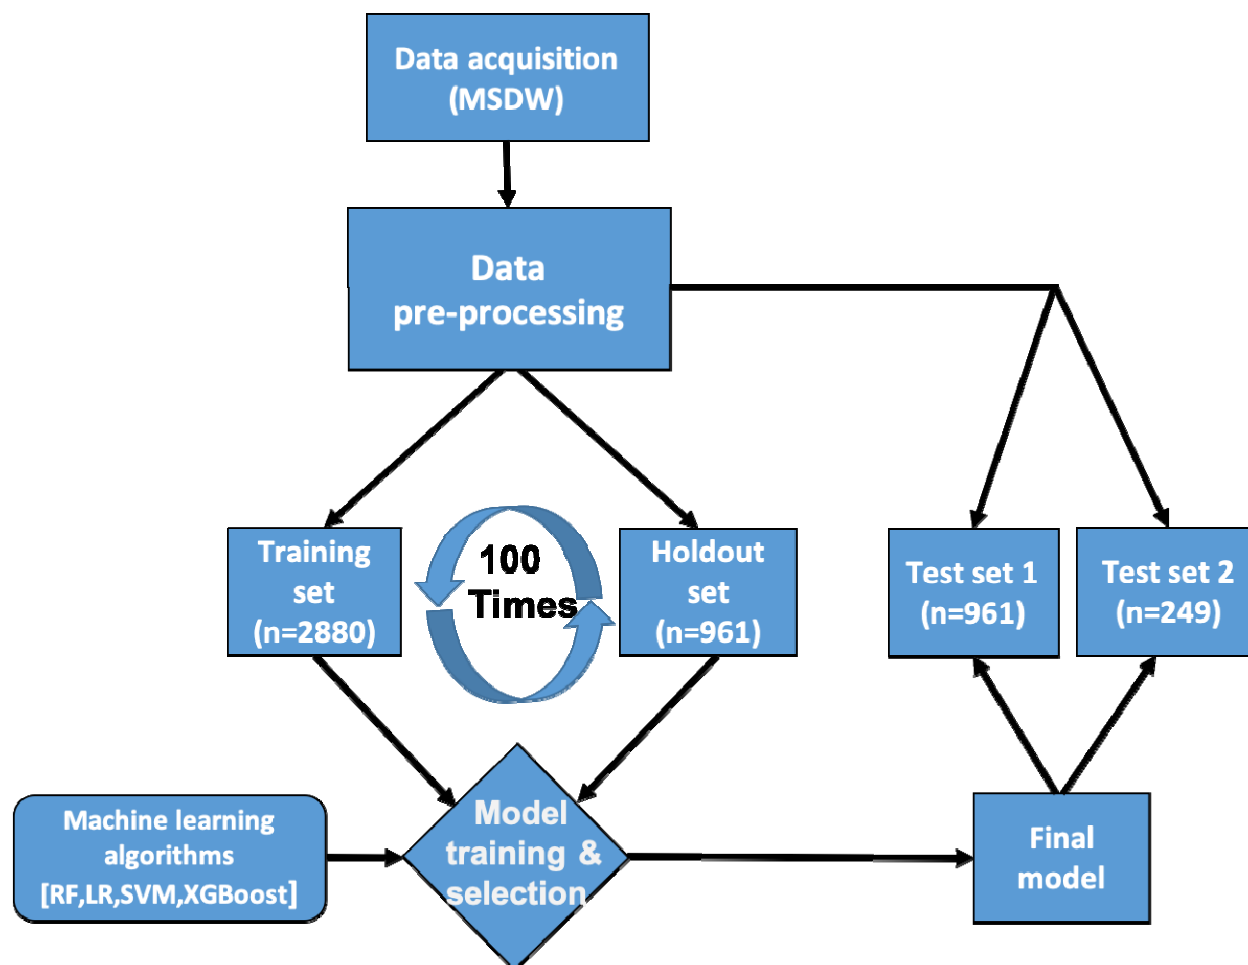 Data acquisition
(MSDW)
Data
pre-processing
Training
set
(n=2880)
100
Times
Holdout
set
(n=961)
Test set 1
(n=961)
Test set 2
(n=249)
Machine learning
algorithms
[RF,LR,SVM,XGBoost]
Model
training &
selection
Final
model